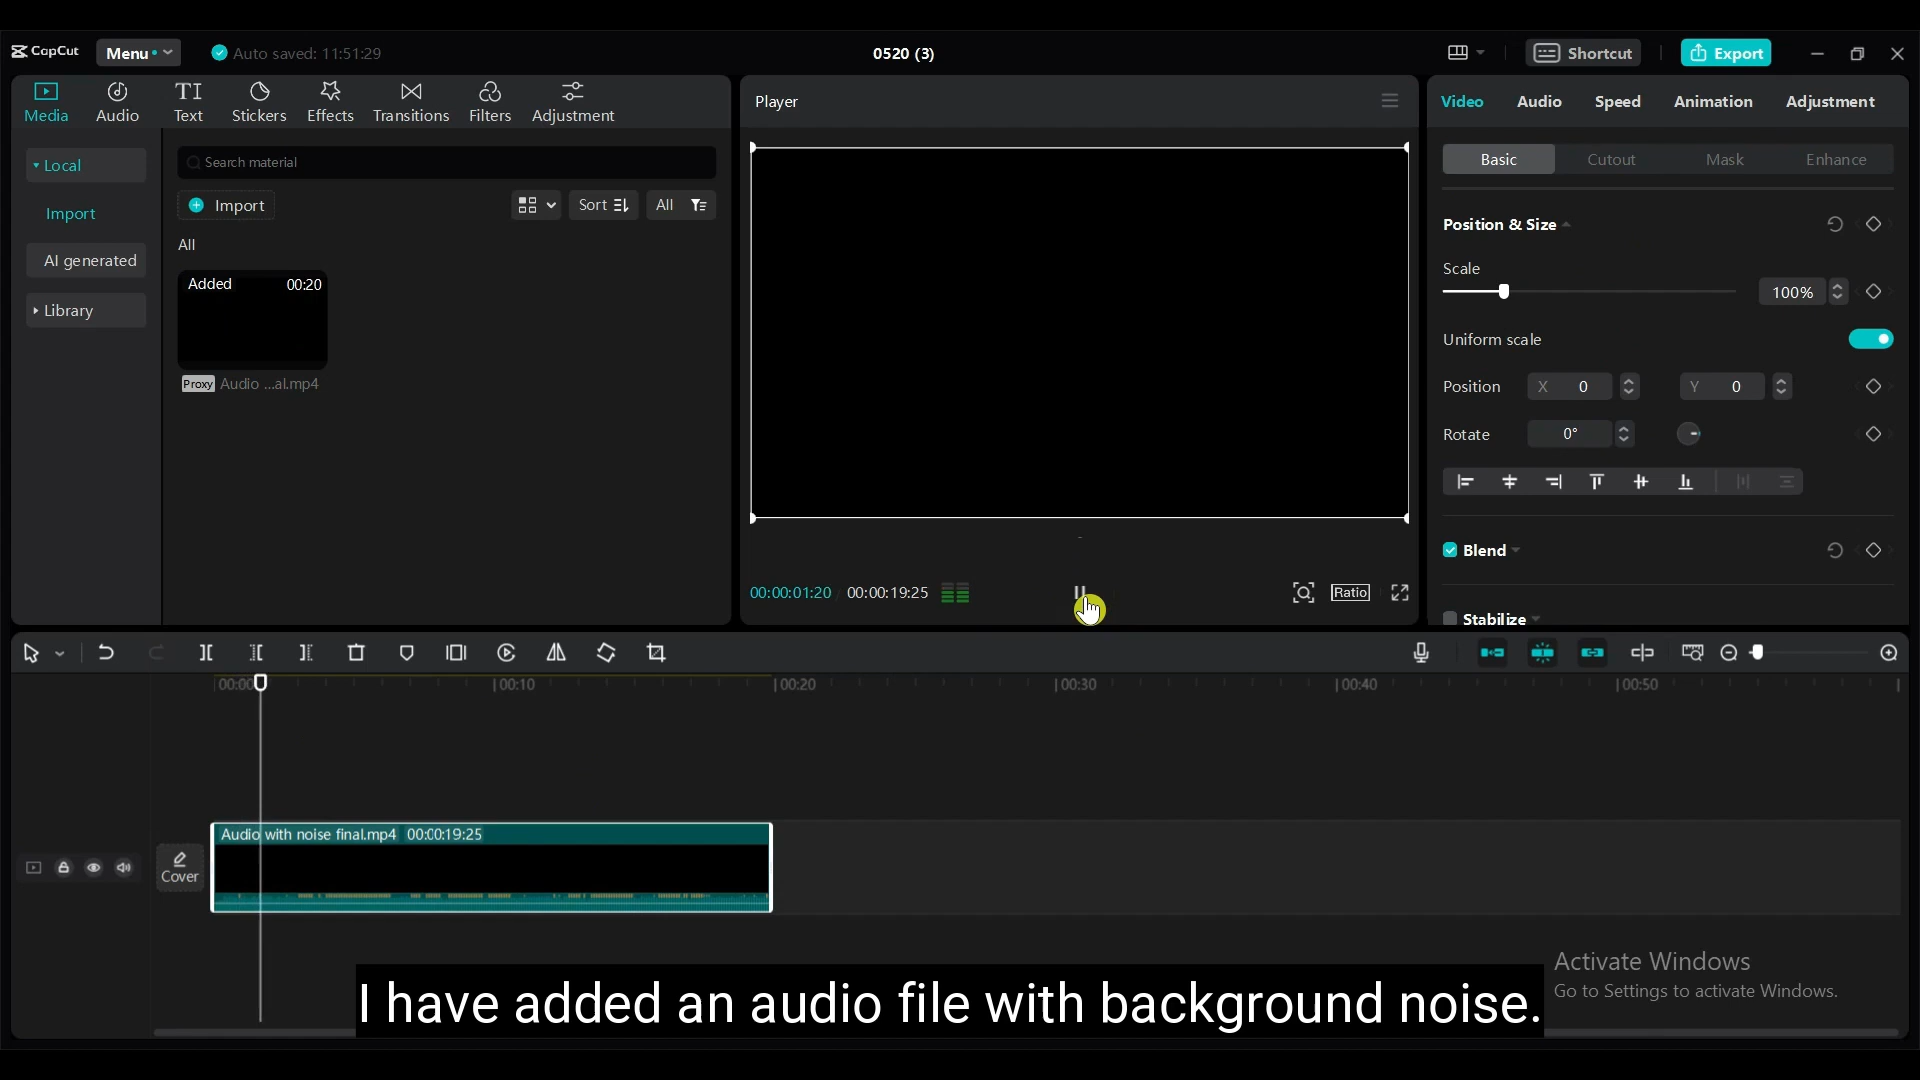 CapCut
Menu
Auto saved: 11:51:29
0520 (3)
Shortcut
Export
Media
Audio
Text
Stickers
Effects
Transitions
Filters
Adjustment
Local
Import
AI generated
Library
Search material
Import
Sort
All
All
Added
00:20
Proxy
Audio ...al.mp4
Player
00:00:01:20
00:00:19:25
Ratio
Video
Audio
Speed
Animation
Adjustment
Basic
Cutout
Mask
Enhance
Position & Size
Scale
100%
Uniform scale
Position
X 0
Y 0
Rotate
0°
Blend
Stabilize
00:00
00:10
00:20
00:30
00:40
00:50
Cover
Audio with noise final.mp4 00:00:19:25
Activate Windows
Go to Settings to activate Windows.
I have added an audio file with background noise.